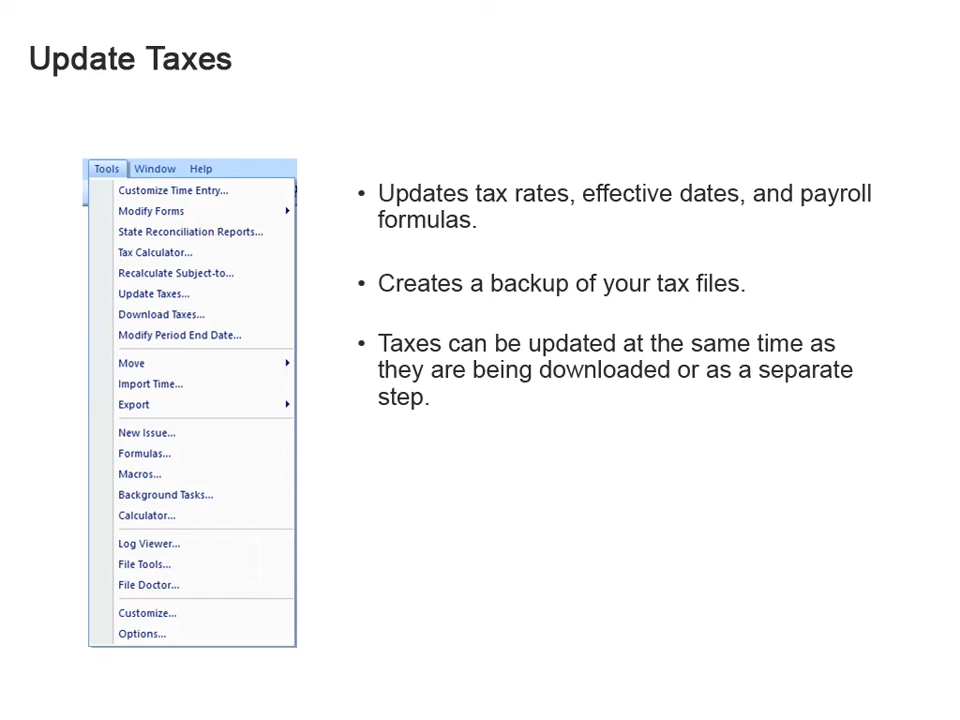 Update Taxes
Tools Window Help
Customize Time Entry...
Modify Forms
State Reconciliation Reports...
Tax Calculator...
Recalculate Subject-to...
Update Taxes...
Download Taxes...
Modify Period End Date...
Move
Import Time...
Export
New Issue...
Formulas...
Macros...
Background Tasks...
Calculator...
Log Viewer...
File Tools...
File Doctor...
Customize...
Options...
• Updates tax rates, effective dates, and payroll
formulas.
• Creates a backup of your tax files.
• Taxes can be updated at the same time as
they are being downloaded or as a separate
step.